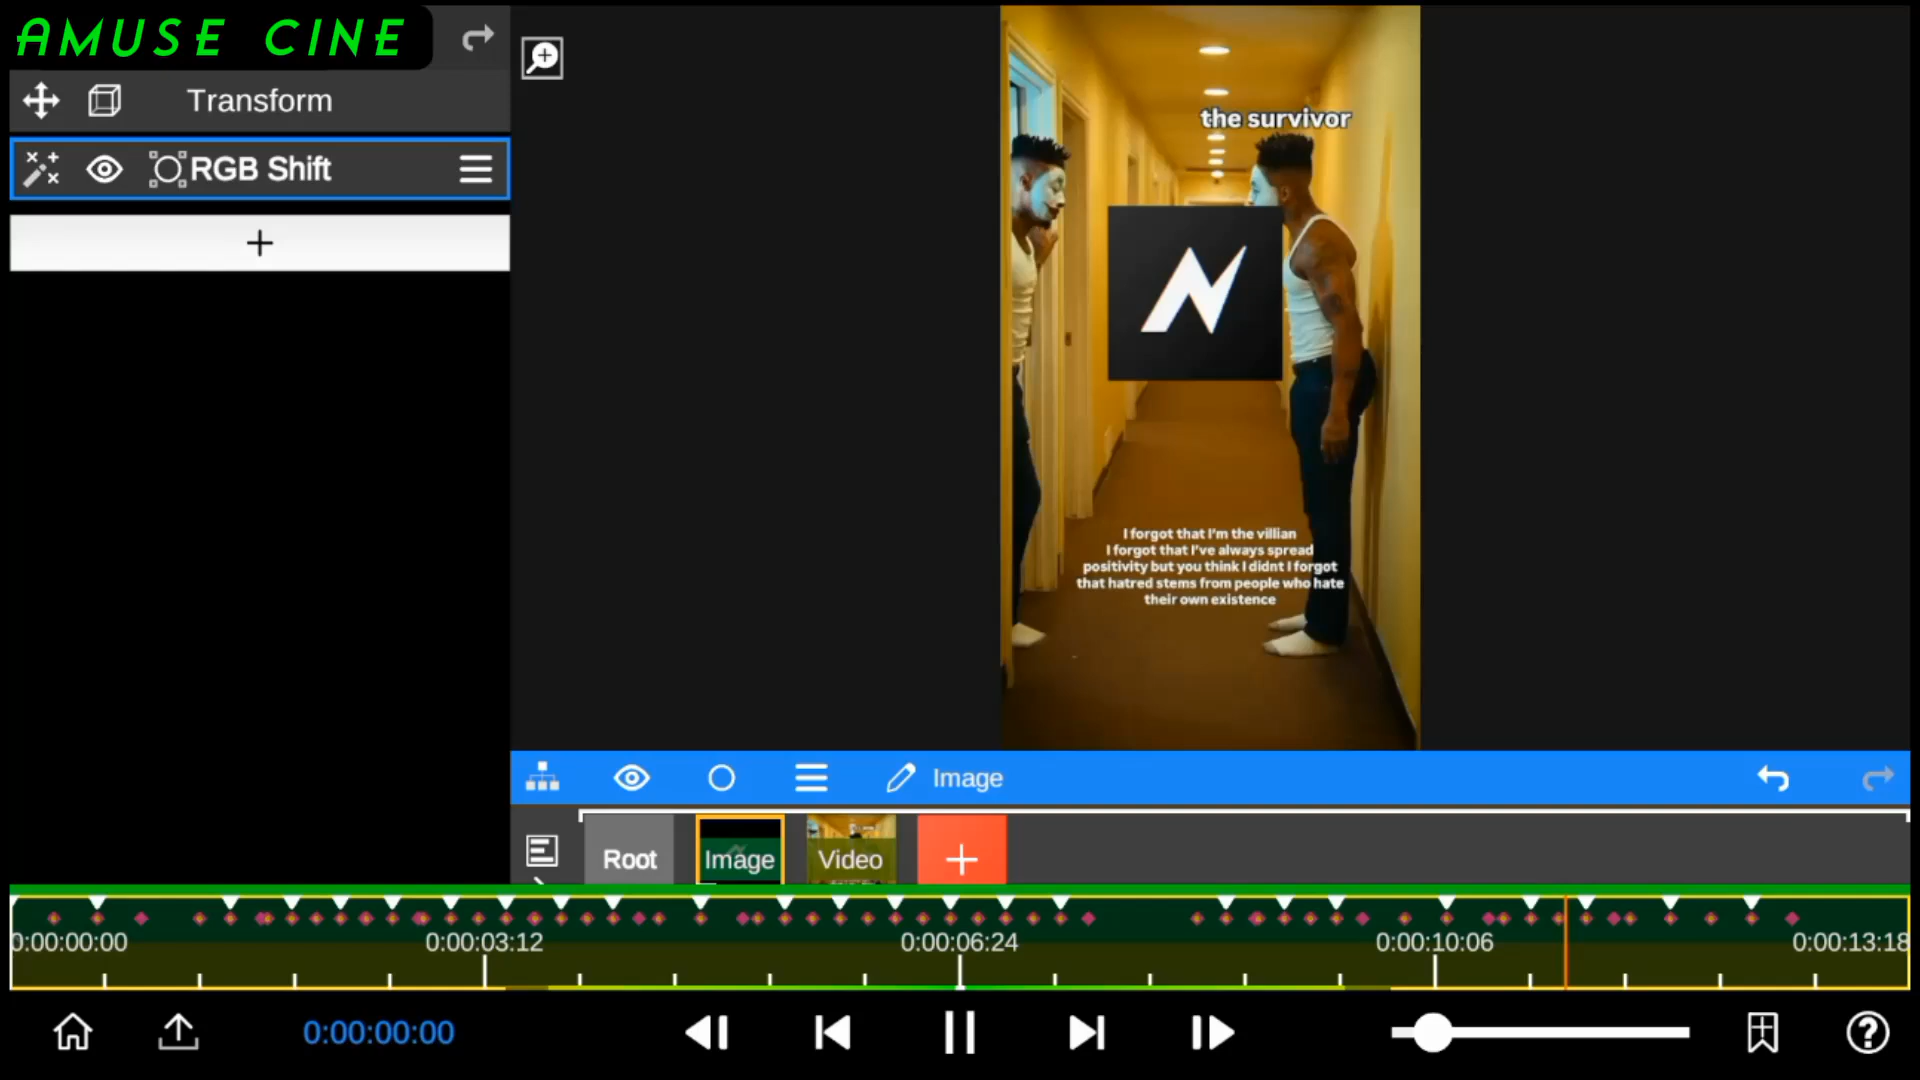 AMUSE CINE
Transform
RGB Shift
the survivor
I forgot that I'm the villian
I forgot that I've always spread
positivity but you think I didnt I forgot
that hatred stems from people who hate
their own existence
Image
Root
Image
Video
0:00:00:00
0:00:03:12
0:00:06:24
0:00:10:06
0:00:13:18
0:00:00:00